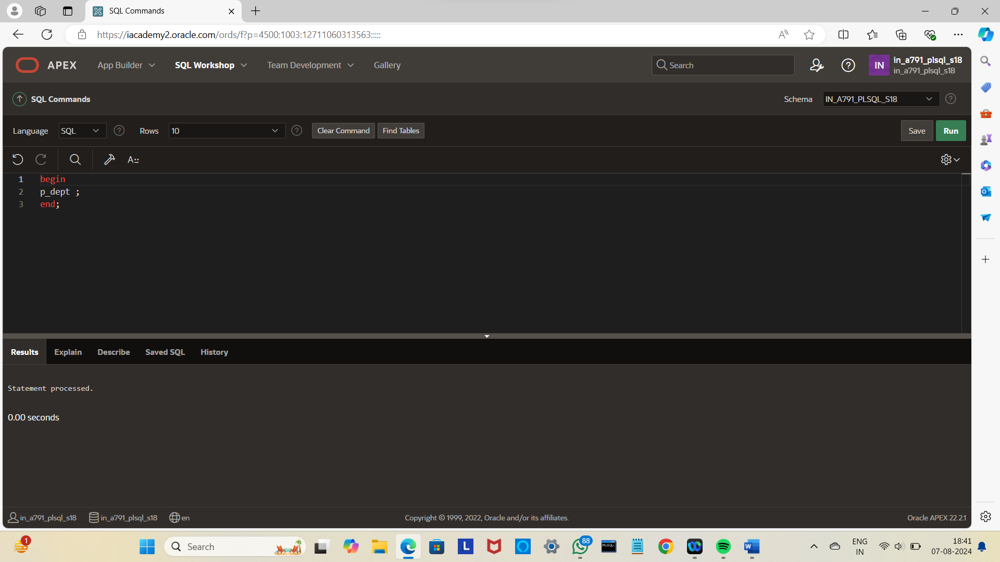 SQL Commands
https://iacademy2.oracle.com/ords/f?p=4500:1003:12711060313563:::::
APEX
App Builder
SQL Workshop
Team Development
Gallery
Search
IN
in_a791_plsql_s18
in_a791_plsql_s18
SQL Commands
Schema
IN_A791_PLSQL_S18
Language
SQL
Rows
10
Clear Command
Find Tables
Save
Run
A::
1 begin
2 p_dept ;
3 end;
Results
Explain
Describe
Saved SQL
History
Statement processed.
0.00 seconds
in_a791_plsql_s18
in_a791_plsql_s18
en
Copyright © 1999, 2022, Oracle and/or its affiliates.
Oracle APEX 22.2.1
1
Search
L
88
MySQL
W
ENG
IN
18:41
07-08-2024